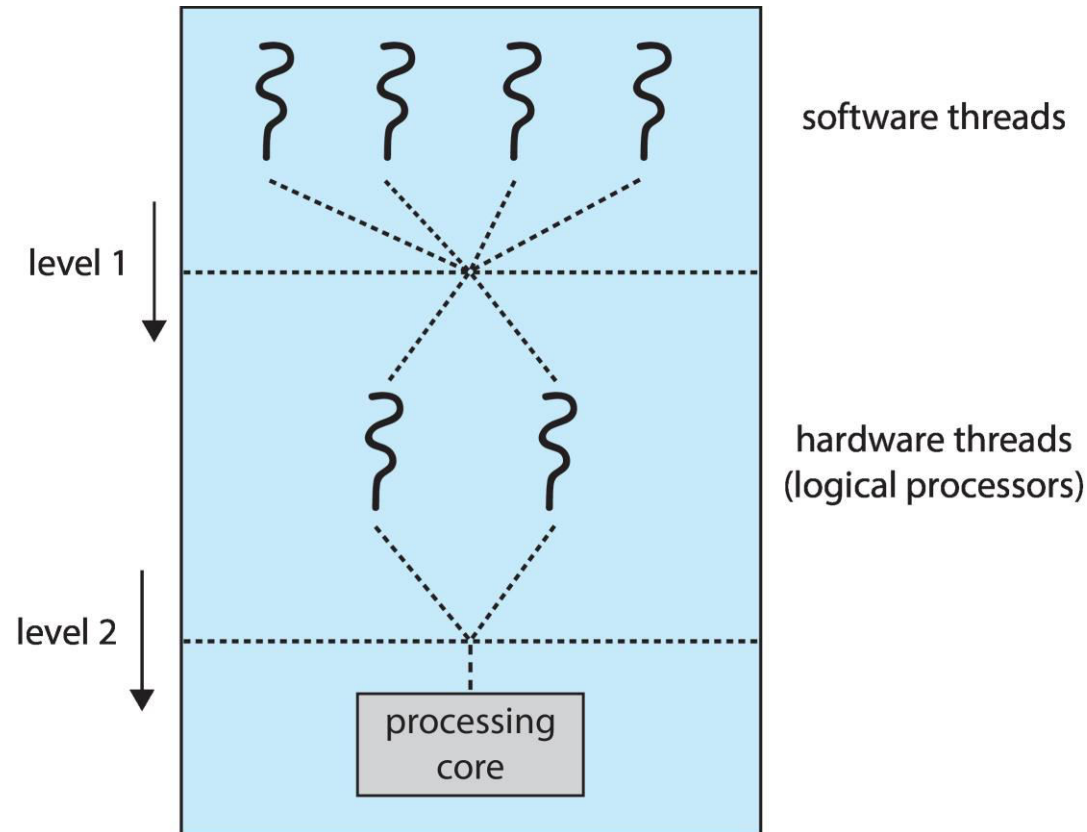 software threads
level 1
hardware threads
(logical processors)
level 2
processing
core